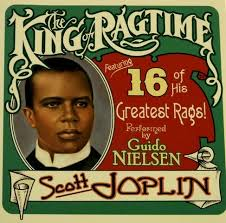 The
KING of RAGTIME
Featuring
16 of
His
Greatest Rags!
Performed
by Guido
NIELSEN
Scott JOPLIN